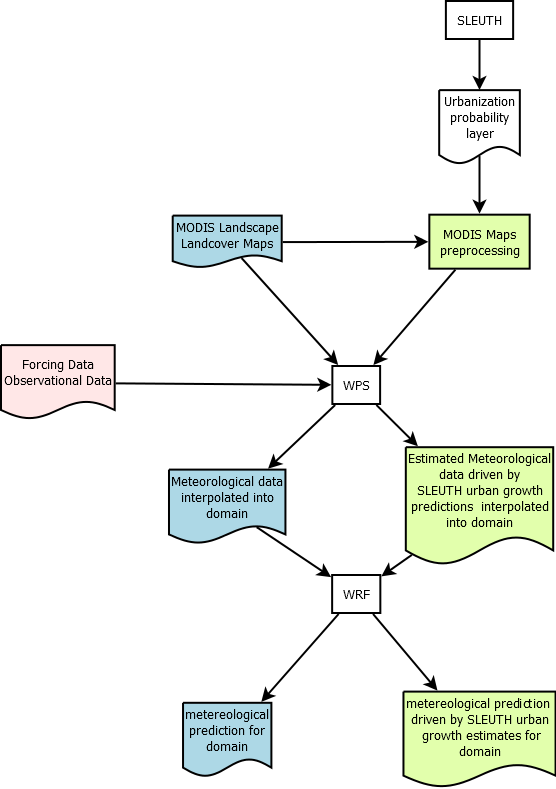 SLEUTH
Urbanization
probability
layer
MODIS Landscape
Landcover Maps
MODIS Maps
preprocessing
Forcing Data
Observational Data
WPS
Meteorological data
interpolated into
domain
Estimated Meteorological
data driven by
SLEUTH urban growth
predictions interpolated
into domain
WRF
metereological
prediction for
domain
metereological prediction
driven by SLEUTH urban
growth estimates for
domain